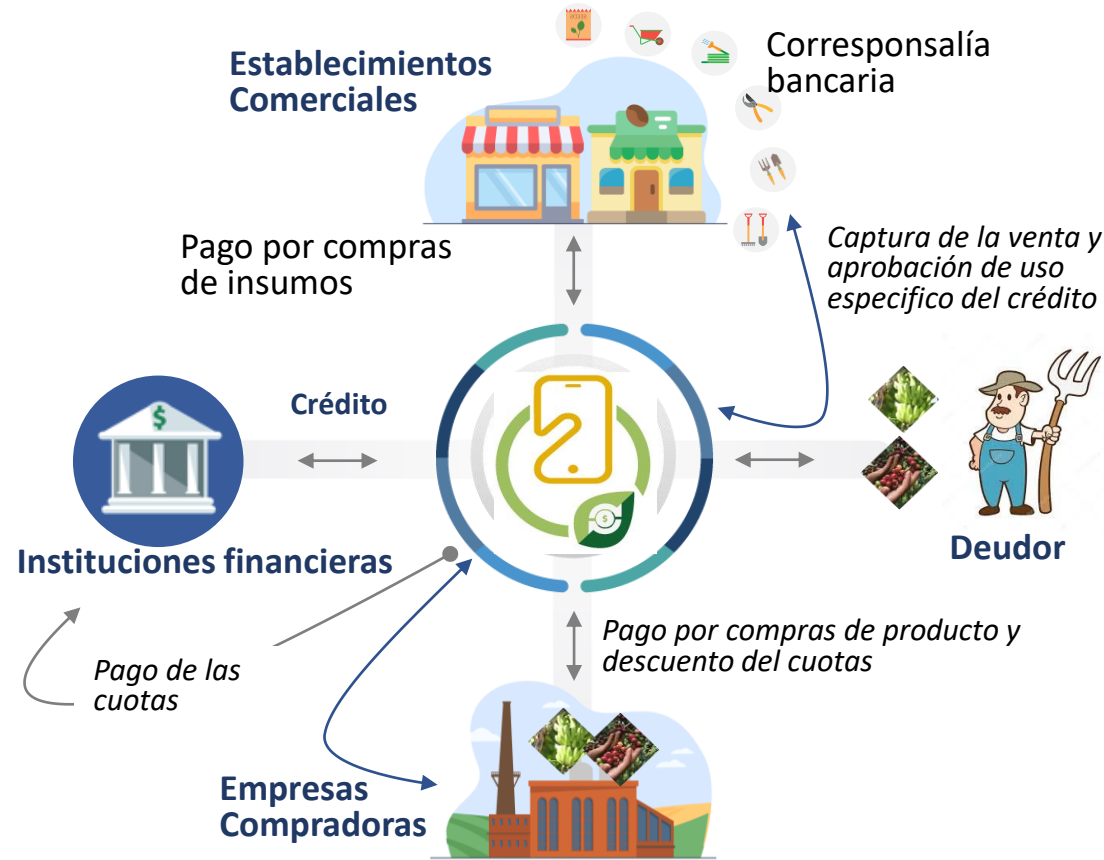 Establecimientos
Comerciales
Corresponsalía
bancaria
Pago por compras
de insumos
Captura de la venta y
aprobación de uso
especifico del crédito
Crédito
$
$
Instituciones financieras
Deudor
Pago de las
cuotas
Pago por compras de producto y
descuento del cuotas
Empresas
Compradoras